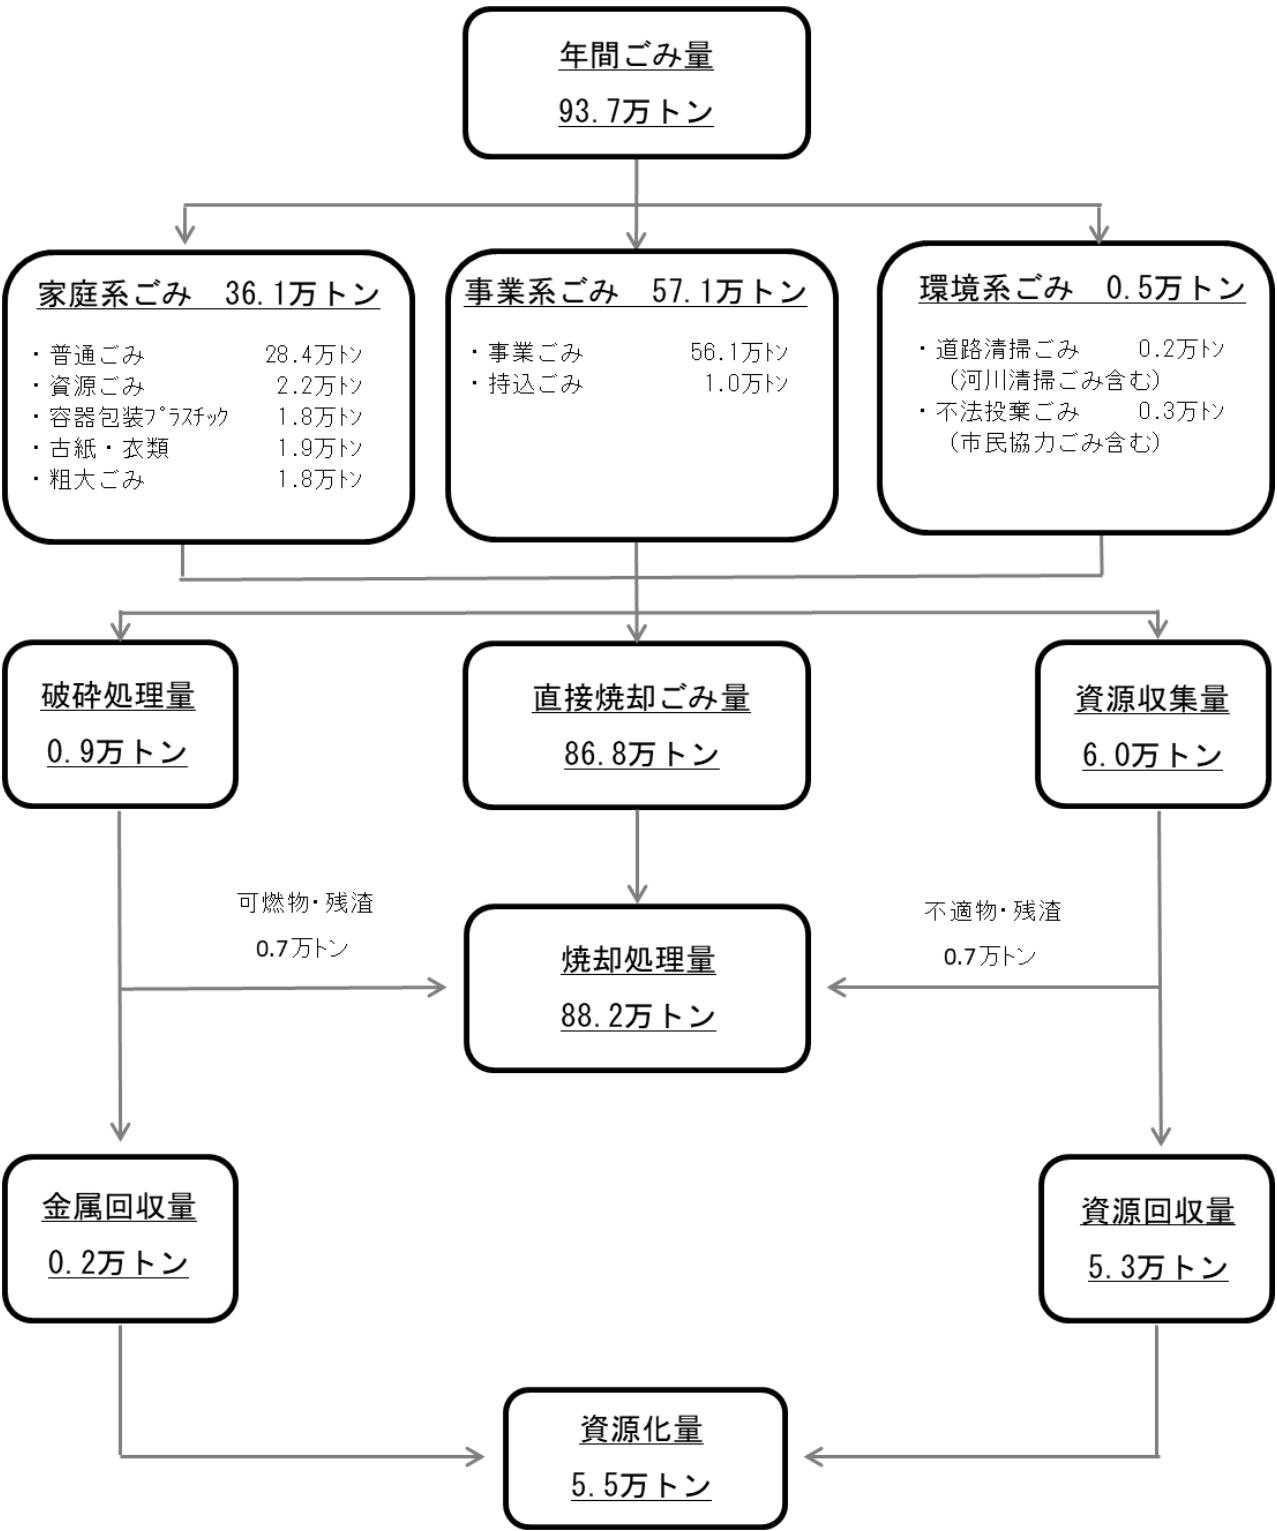 年間ごみ量
93.7万トン
家庭系ごみ　36.1万トン
・普通ごみ　28.4万㌧
・資源ごみ　2.2万㌧
・容器包装ﾌﾟﾗｽﾁｯｸ　1.8万㌧
・古紙・衣類　1.9万㌧
・粗大ごみ　1.8万㌧
事業系ごみ　57.1万トン
・事業ごみ　56.1万㌧
・持込ごみ　1.0万㌧
環境系ごみ　0.5万トン
・道路清掃ごみ　0.2万㌧
（河川清掃ごみ含む）
・不法投棄ごみ　0.3万㌧
（市民協力ごみ含む）
破砕処理量
0.9万トン
直接焼却ごみ量
86.8万トン
資源収集量
6.0万トン
可燃物・残渣
0.7万トン
焼却処理量
88.2万トン
不適物・残渣
0.7万トン
金属回収量
0.2万トン
資源回収量
5.3万トン
資源化量
5.5万トン